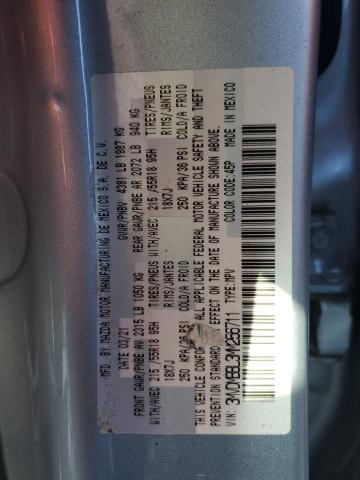 MFD. BY MAZDA MOTOR MANUFACTURING DE MEXICO S.A. DE C.V.
DATE: 03/21 GVWR/PNBV 4381 LB 1987 KG
FRONT GAWR/PNBE AV 2315 LB 1050 KG REAR GAWR/PNBE AR 2072 LB 940 KG
WITH/AVEC 215/55R18 95H TIRES/PNEUS WITH/AVEC 215/55R18 95H TIRES/PNEUS
18X7J RIMS/JANTES 18X7J RIMS/JANTES
250 KPA/36 PSI COLD/A FROID 250 KPA/36 PSI COLD/A FROID
THIS VEHICLE CONFORMS TO ALL APPLICABLE FEDERAL MOTOR VEHICLE SAFETY AND THEFT
PREVENTION STANDARDS IN EFFECT ON THE DATE OF MANUFACTURE SHOWN ABOVE.
VIN: TYPE:MPV COLOR CODE:45P MADE IN MEXICO